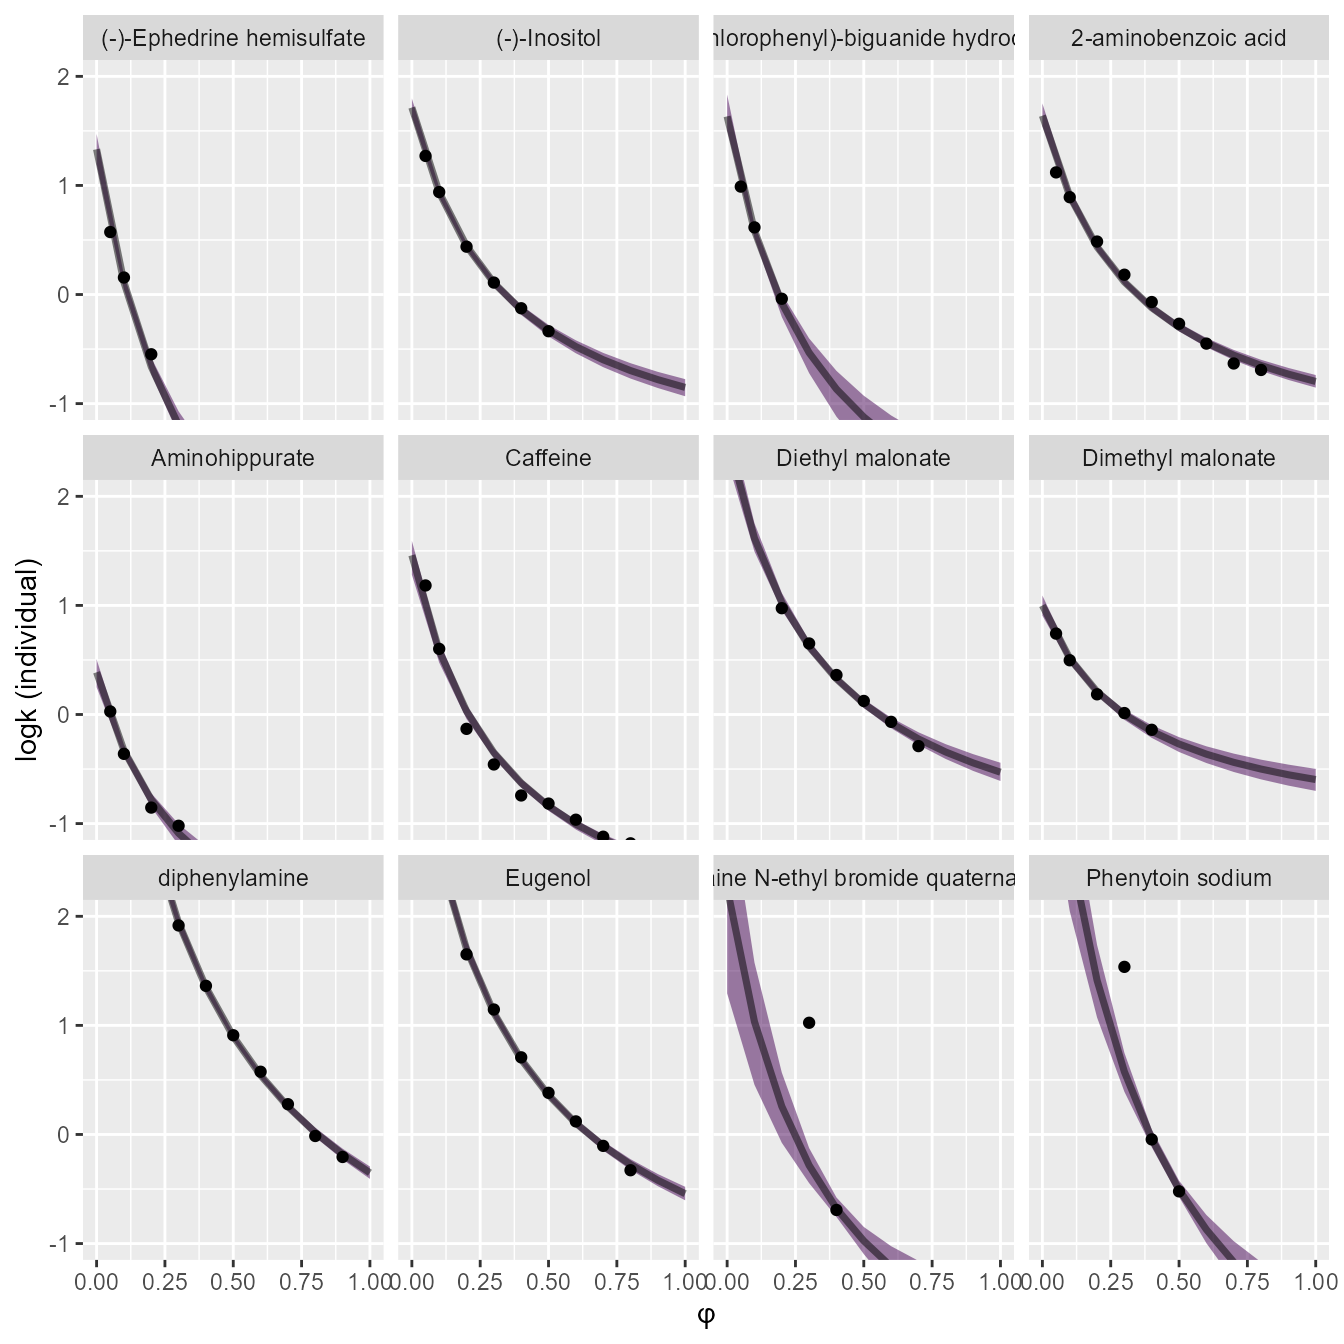 (-)-Ephedrine hemisulfate
(-)-Inositol
hlorophenyl)-biguanide hydroc
2-aminobenzoic acid
2
1
0
-1
Aminohippurate
Caffeine
Diethyl malonate
Dimethyl malonate
logk (individual)
2
1
0
-1
diphenylamine
Eugenol
ine N-ethyl bromide quaterna
Phenytoin sodium
2
1
0
-1
0.00 0.25 0.50 0.75 1.00
0.00 0.25 0.50 0.75 1.00
0.00 0.25 0.50 0.75 1.00
0.00 0.25 0.50 0.75 1.00
φ